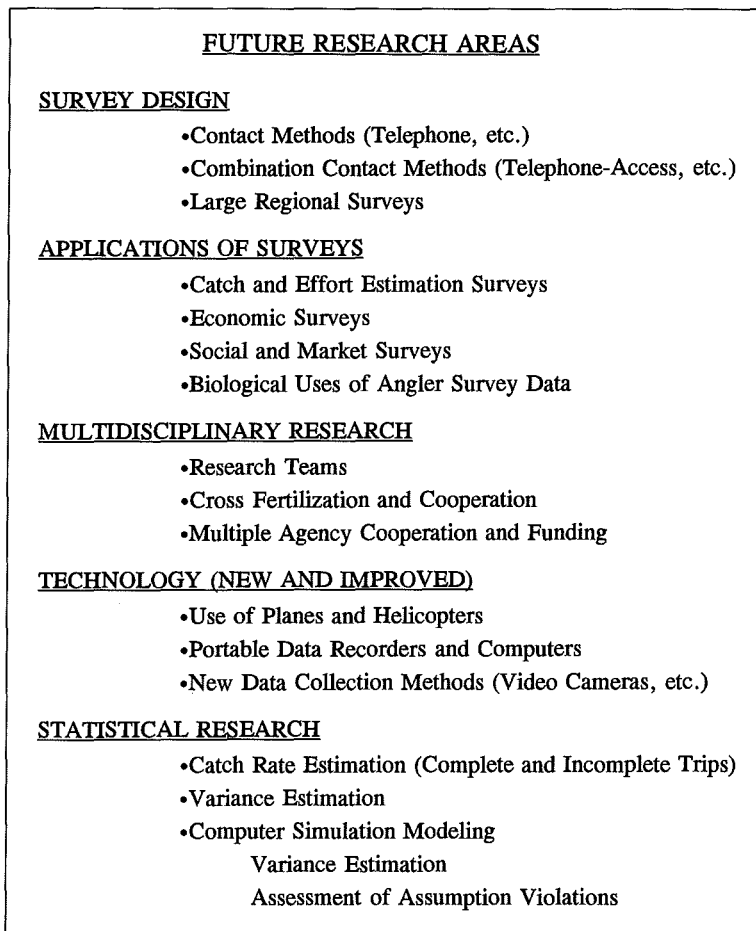 FUTURE RESEARCH AREAS
SURVEY DESIGN
•Contact Methods (Telephone, etc.)
•Combination Contact Methods (Telephone-Access, etc.)
•Large Regional Surveys
APPLICATIONS OF SURVEYS
•Catch and Effort Estimation Surveys
•Economic Surveys
•Social and Market Surveys
•Biological Uses of Angler Survey Data
MULTIDISCIPLINARY RESEARCH
•Research Teams
•Cross Fertilization and Cooperation
•Multiple Agency Cooperation and Funding
TECHNOLOGY (NEW AND IMPROVED)
•Use of Planes and Helicopters
•Portable Data Recorders and Computers
•New Data Collection Methods (Video Cameras, etc.)
STATISTICAL RESEARCH
•Catch Rate Estimation (Complete and Incomplete Trips)
•Variance Estimation
•Computer Simulation Modeling
Variance Estimation
Assessment of Assumption Violations